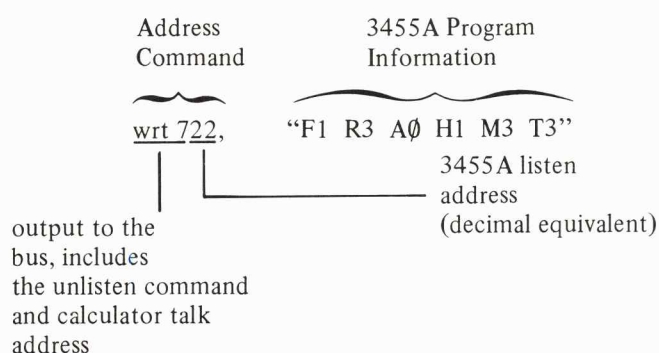 Address
Command
3455A Program
Information
wrt 722,
“F1 R3 AØ H1 M3 T3”
3455A listen
address
(decimal equivalent)
output to the
bus, includes
the unlisten command
and calculator talk
address